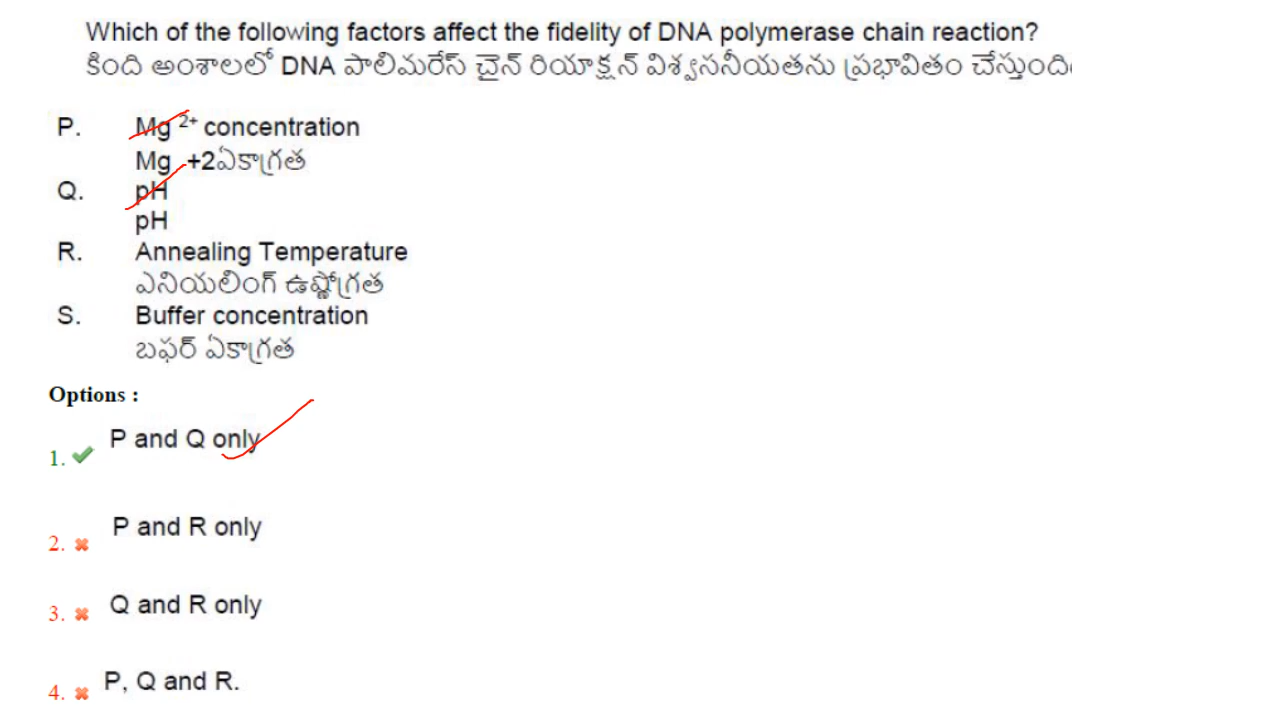 Which of the following factors affect the fidelity of DNA polymerase chain reaction?
కింది అంశాలలో DNA పాలిమరేస్ చైన్ రియాక్షన్ విశ్వసనీయతను ప్రభావితం చేస్తుంది
P. Mg 2+ concentration
Mg +2ఏకాగ్రత
Q. pH
pH
R. Annealing Temperature
ఎనియలింగ్ ఉష్ణోగ్రత
S. Buffer concentration
బఫర్ ఏకాగ్రత
Options :
1. P and Q only
2. P and R only
3. Q and R only
4. P, Q and R.